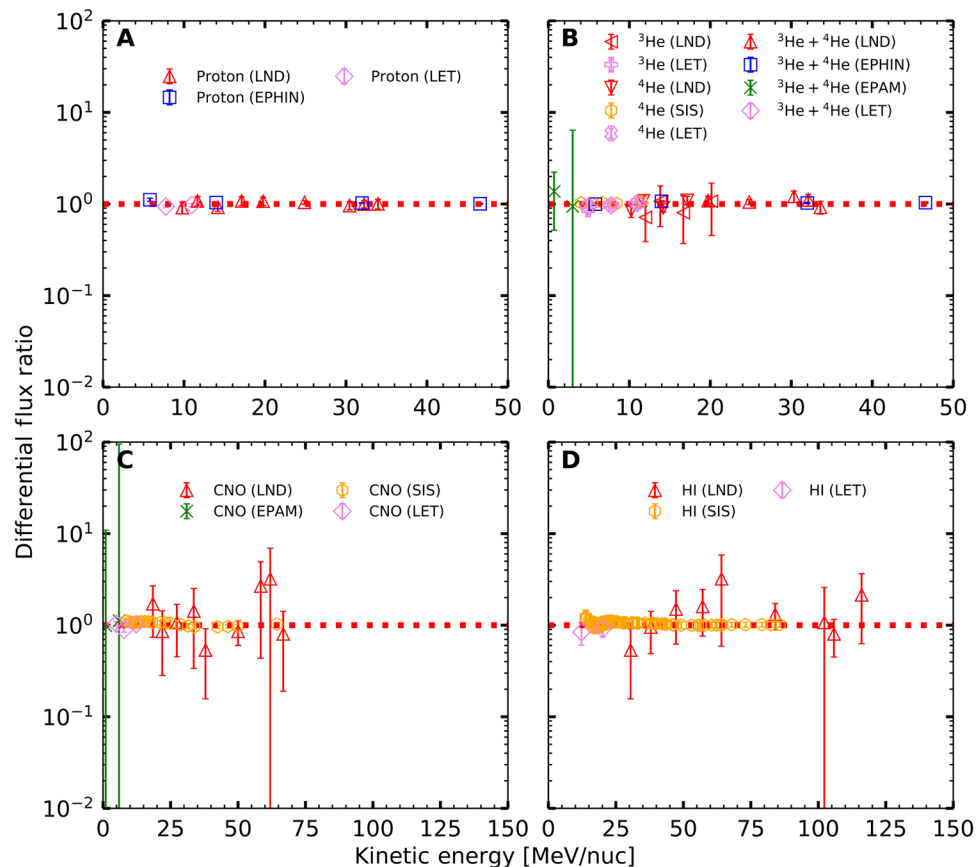 A
Proton (LND)
Proton (EPHIN)
Proton (LET)
10²
10¹
10⁰
10⁻¹
10⁻²
0 10 20 30 40 50
B
³He (LND)
³He (LET)
⁴He (LND)
⁴He (SIS)
⁴He (LET)
³He + ⁴He (LND)
³He + ⁴He (EPHIN)
³He + ⁴He (EPAM)
³He + ⁴He (LET)
0 10 20 30 40 50
Differential flux ratio
C
CNO (LND)
CNO (EPAM)
CNO (SIS)
CNO (LET)
10²
10¹
10⁰
10⁻¹
10⁻²
0 25 50 75 100 125 150
D
HI (LND)
HI (SIS)
HI (LET)
0 25 50 75 100 125 150
Kinetic energy [MeV/nuc]